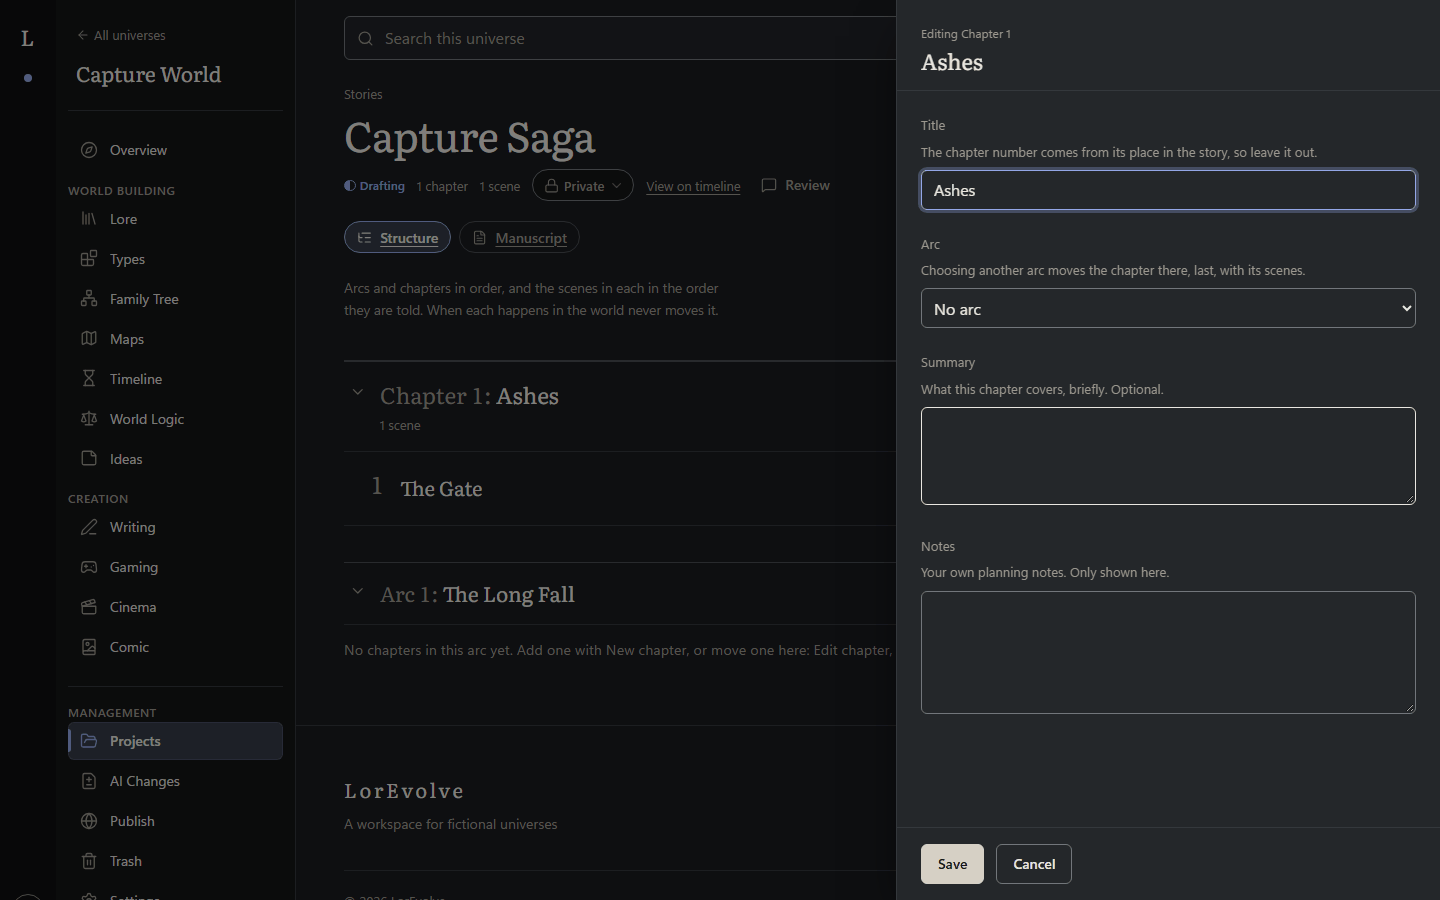 L
All universes
Capture World
Overview
WORLD BUILDING
Lore
Types
Family Tree
Maps
Timeline
World Logic
Ideas
CREATION
Writing
Gaming
Cinema
Comic
MANAGEMENT
Projects
AI Changes
Publish
Trash
Settings
Search this universe
Stories
Capture Saga
Drafting 1 chapter 1 scene Private View on timeline Review
Structure Manuscript
Arcs and chapters in order, and the scenes in each in the order
they are told. When each happens in the world never moves it.
Chapter 1: Ashes
1 scene
1 The Gate
Arc 1: The Long Fall
No chapters in this arc yet. Add one with New chapter, or move one here: Edit chapter,
LorEvolve
A workspace for fictional universes
© 2026 LorEvolve
Editing Chapter 1
Ashes
Title
The chapter number comes from its place in the story, so leave it out.
Ashes
Arc
Choosing another arc moves the chapter there, last, with its scenes.
No arc
Summary
What this chapter covers, briefly. Optional.
Notes
Your own planning notes. Only shown here.
Save Cancel